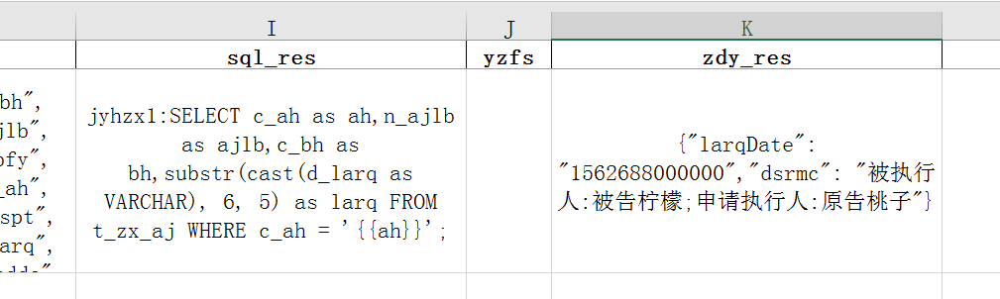 I J K
sql_res yzfs zdy_res
bh",
jlb",
ofy",
_ah",
spt",
arq",
jyhzx1:SELECT c_ah as ah,n_ajlb
as ajlb,c_bh as
bh,substr(cast(d_larq as
VARCHAR), 6, 5) as larq FROM
t_zx_aj WHERE c_ah = '{{ah}}';
{"larqDate":
"1562688000000","dsrmc": "被执行
人:被告柠檬;申请执行人:原告桃
子"}